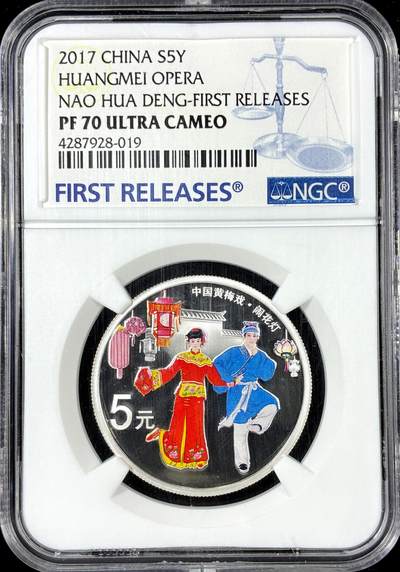 2017 CHINA S5Y
HUANGMEI OPERA
NAO HUA DENG-FIRST RELEASES
PF 70 ULTRA CAMEO
4287928-019
FIRST RELEASES®
NGC®
中国黄梅戏·闹花灯
5元